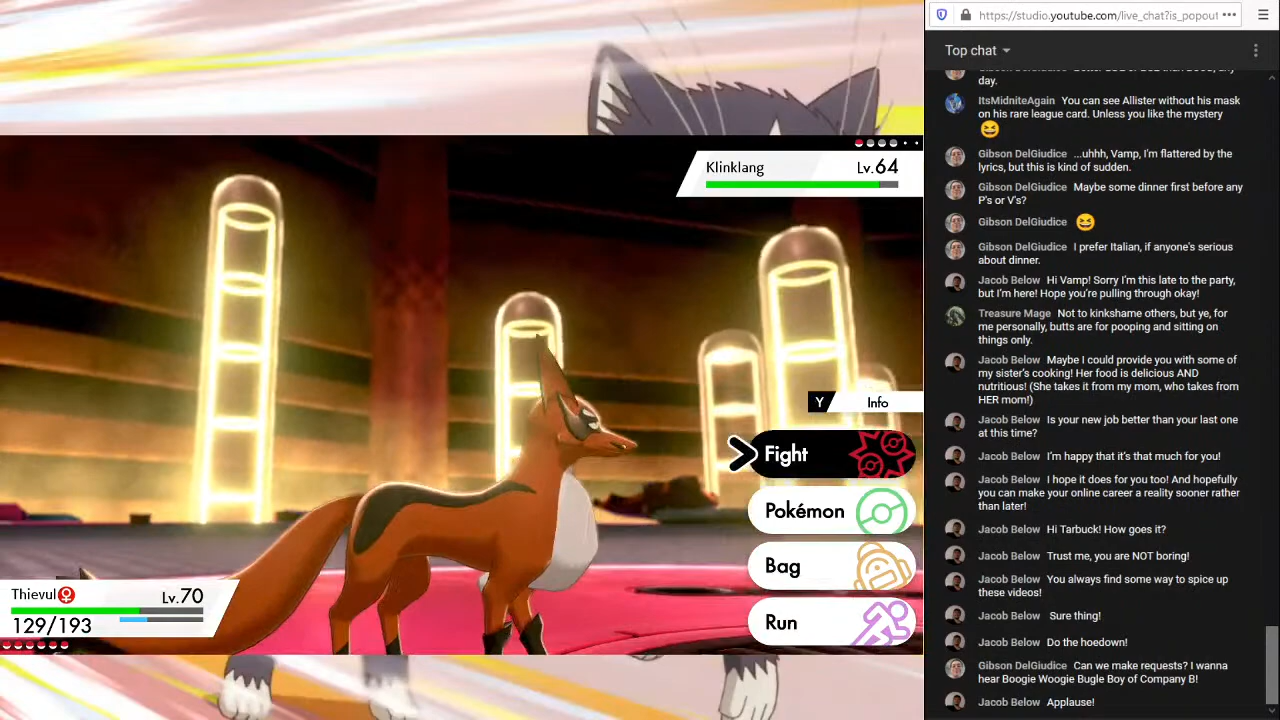 https://studio.youtube.com/live_chat?is_popout
Top chat
day.
ItsMidniteAgain You can see Allister without his mask
on his rare league card. Unless you like the mystery
😆
Gibson DelGiudice ...uhhh, Vamp, I'm flattered by the
lyrics, but this is kind of sudden.
Gibson DelGiudice Maybe some dinner first before any
P's or V's?
Gibson DelGiudice 😆
Gibson DelGiudice I prefer Italian, if anyone's serious
about dinner.
Jacob Below Hi Vamp! Sorry I'm this late to the party,
but I'm here! Hope you're pulling through okay!
Treasure Mage Not to kinkshame others, but ye, for
me personally, butts are for pooping and sitting on
things only.
Jacob Below Maybe I could provide you with some of
my sister's cooking! Her food is delicious AND
nutritious! (She takes it from my mom, who takes from
HER mom!)
Jacob Below Is your new job better than your last one
at this time?
Jacob Below I'm happy that it's that much for you!
Jacob Below I hope it does for you too! And hopefully
you can make your online career a reality sooner rather
than later!
Jacob Below Hi Tarbuck! How goes it?
Jacob Below Trust me, you are NOT boring!
Jacob Below You always find some way to spice up
these videos!
Jacob Below Sure thing!
Jacob Below Do the hoedown!
Gibson DelGiudice Can we make requests? I wanna
hear Boogie Woogie Bugle Boy of Company B!
Jacob Below Applause!
Klinklang Lv.64
Y Info
Fight
Pokémon
Bag
Run
Thievul♀ Lv.70
129/193